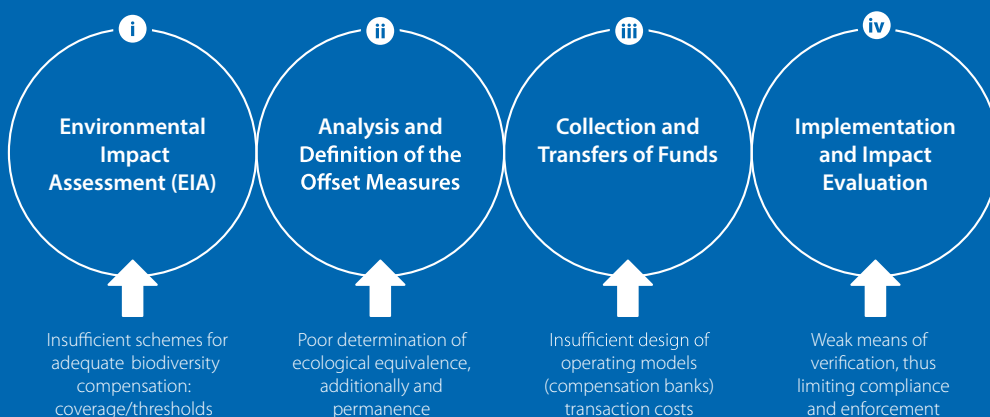 i
Environmental
Impact
Assessment (EIA)
Insufficient schemes for
adequate biodiversity
compensation:
coverage/thresholds
ii
Analysis and
Definition of the
Offset Measures
Poor determination of
ecological equivalence,
additionally and
permanence
iii
Collection and
Transfers of Funds
Insufficient design of
operating models
(compensation banks)
transaction costs
iv
Implementation
and Impact
Evaluation
Weak means of
verification, thus
limiting compliance
and enforcement